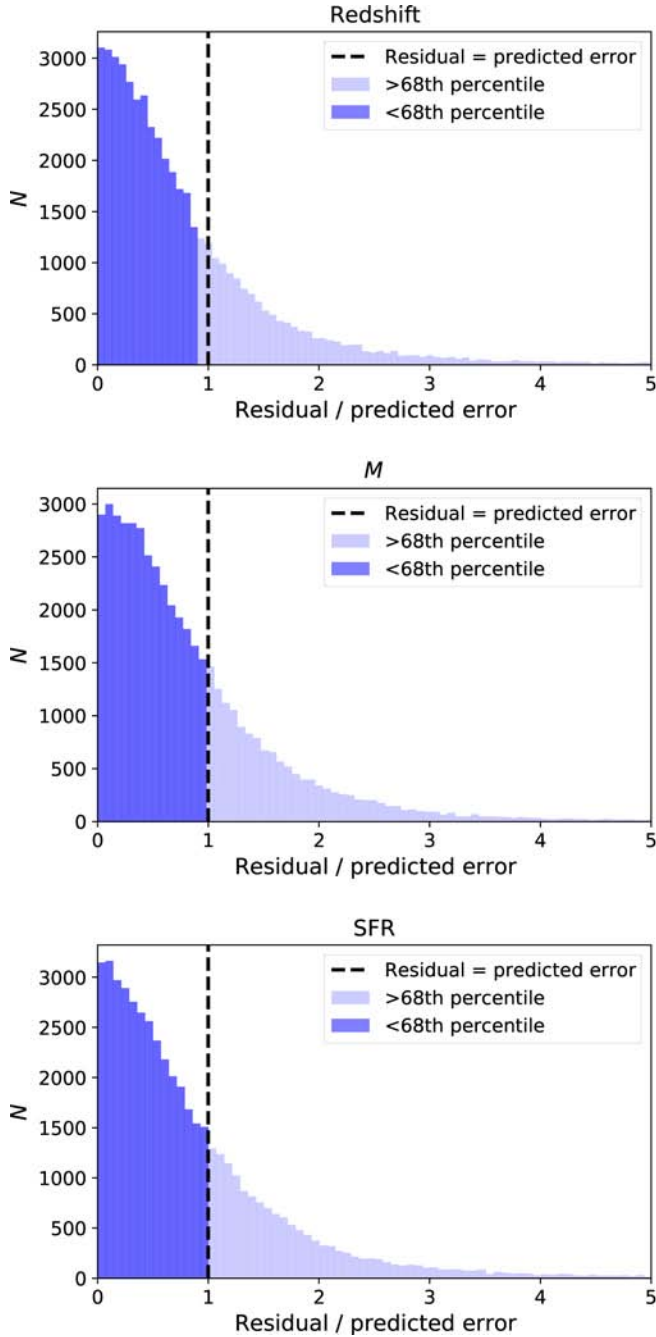 Redshift
3000
2500
2000
1500
1000
500
0
N
Residual = predicted error
>68th percentile
<68th percentile
0 1 2 3 4 5
Residual / predicted error
M
3000
2500
2000
1500
1000
500
0
N
Residual = predicted error
>68th percentile
<68th percentile
0 1 2 3 4 5
Residual / predicted error
SFR
3000
2500
2000
1500
1000
500
0
N
Residual = predicted error
>68th percentile
<68th percentile
0 1 2 3 4 5
Residual / predicted error